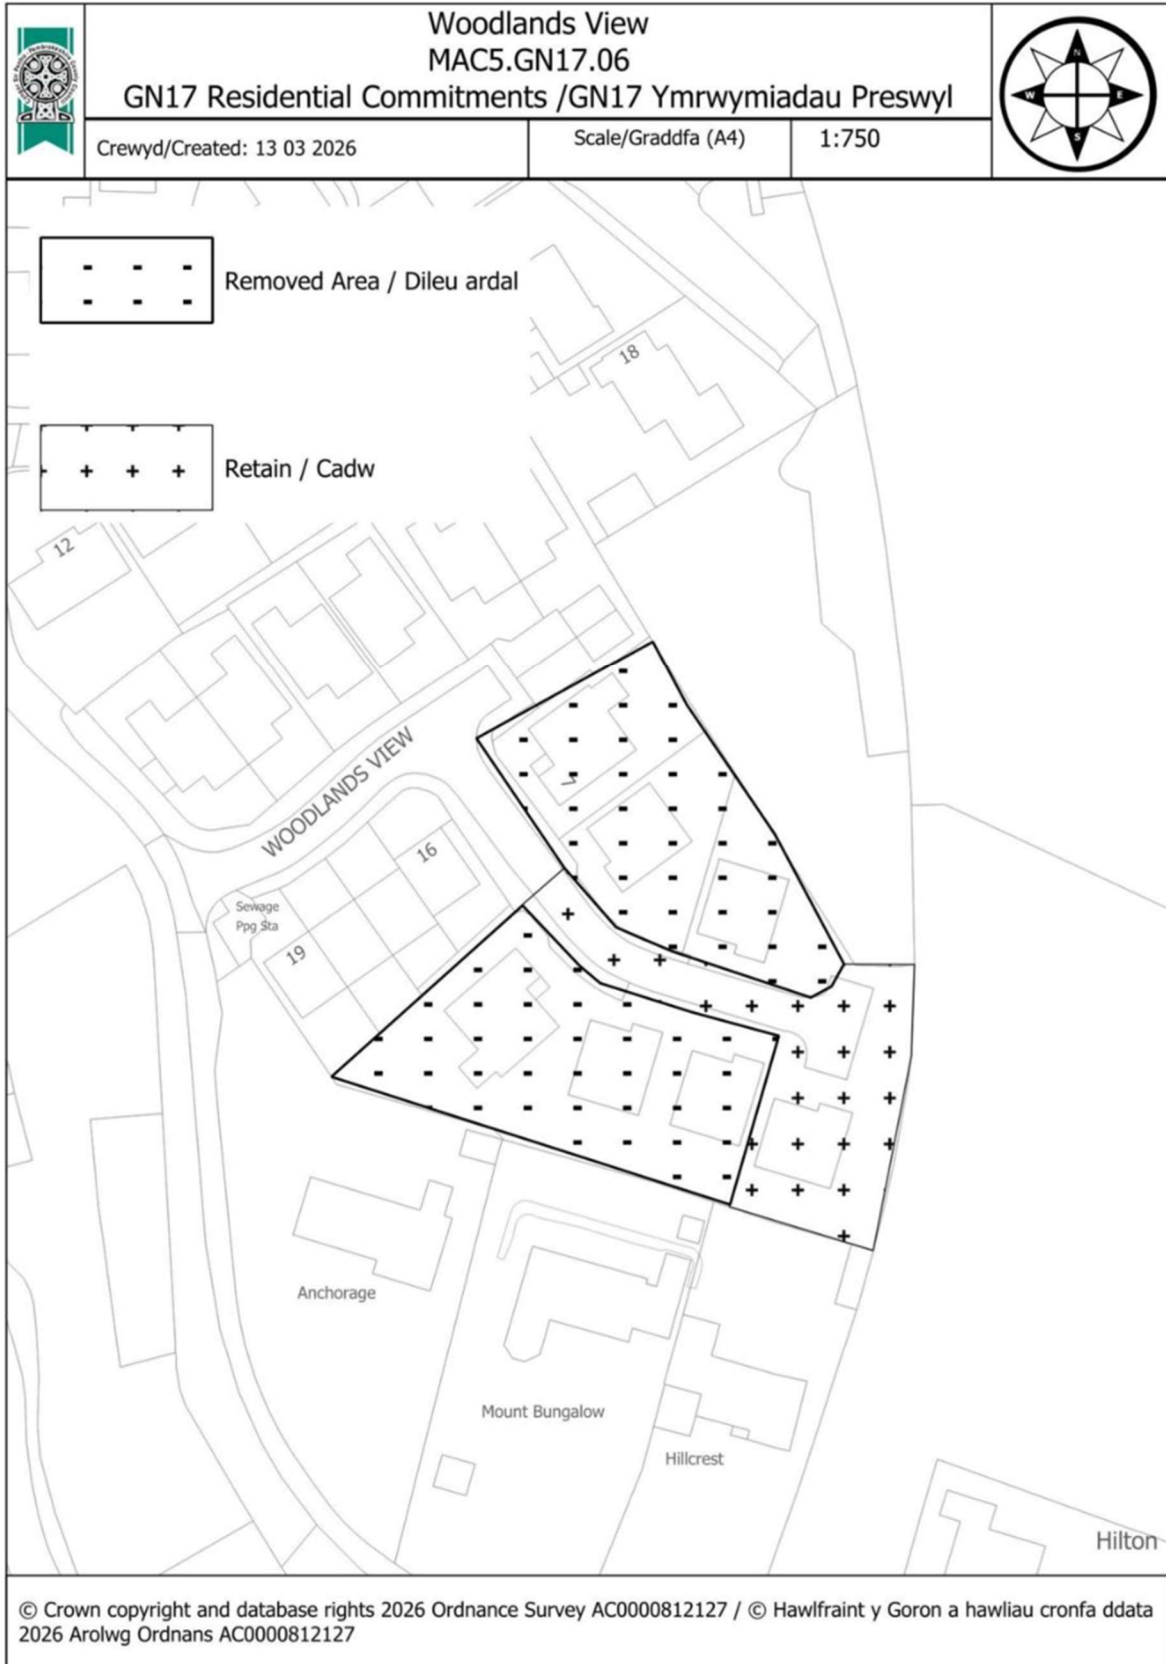 Woodlands View
MAC5.GN17.06
GN17 Residential Commitments /GN17 Ymrwymiadau Preswyl
Crewyd/Created: 13 03 2026
Scale/Graddfa (A4)
1:750
N
W
E
S
Removed Area / Dileu ardal
Retain / Cadw
18
12
7
WOODLANDS VIEW
16
Sewage
Ppg Sta
19
Anchorage
Mount Bungalow
Hillcrest
Hilton
© Crown copyright and database rights 2026 Ordnance Survey AC0000812127 / © Hawlfraint y Goron a hawliau cronfa ddata
2026 Arolwg Ordnans AC0000812127